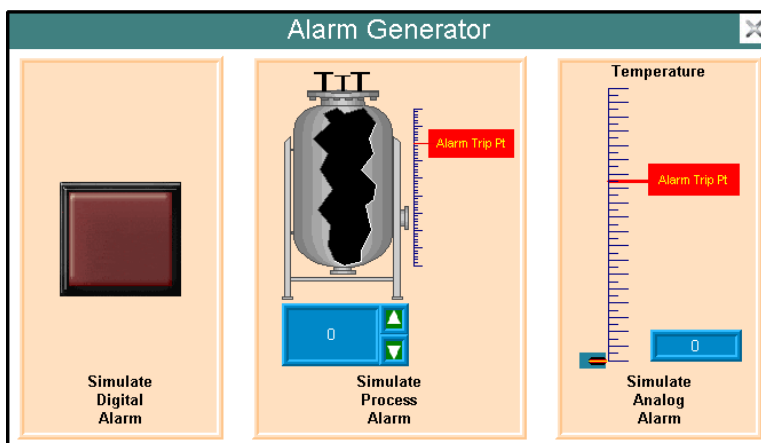 Alarm Generator
Simulate
Digital
Alarm
Alarm Trip Pt
0
Simulate
Process
Alarm
Temperature
Alarm Trip Pt
0
Simulate
Analog
Alarm